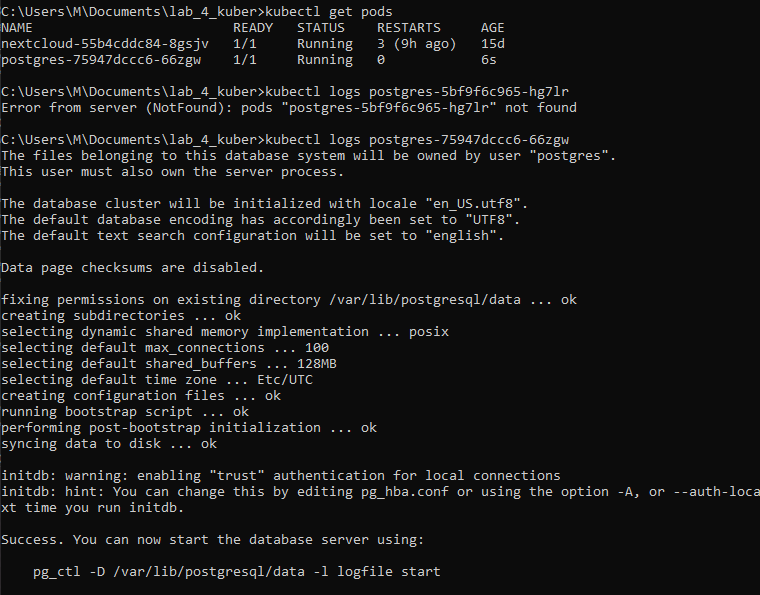 C:\Users\M\Documents\lab_4_kuber>kubectl get pods
NAME                         READY   STATUS    RESTARTS     AGE
nextcloud-55b4cddc84-8gsjv   1/1     Running   3 (9h ago)   15d
postgres-75947dccc6-66zgw    1/1     Running   0            6s
C:\Users\M\Documents\lab_4_kuber>kubectl logs postgres-5bf9f6c965-hg7lr
Error from server (NotFound): pods "postgres-5bf9f6c965-hg7lr" not found
C:\Users\M\Documents\lab_4_kuber>kubectl logs postgres-75947dccc6-66zgw
The files belonging to this database system will be owned by user "postgres".
This user must also own the server process.
The database cluster will be initialized with locale "en_US.utf8".
The default database encoding has accordingly been set to "UTF8".
The default text search configuration will be set to "english".
Data page checksums are disabled.
fixing permissions on existing directory /var/lib/postgresql/data ... ok
creating subdirectories ... ok
selecting dynamic shared memory implementation ... posix
selecting default max_connections ... 100
selecting default shared_buffers ... 128MB
selecting default time zone ... Etc/UTC
creating configuration files ... ok
running bootstrap script ... ok
performing post-bootstrap initialization ... ok
syncing data to disk ... ok
initdb: warning: enabling "trust" authentication for local connections
initdb: hint: You can change this by editing pg_hba.conf or using the option -A, or --auth-loca
xt time you run initdb.
Success. You can now start the database server using:
    pg_ctl -D /var/lib/postgresql/data -l logfile start